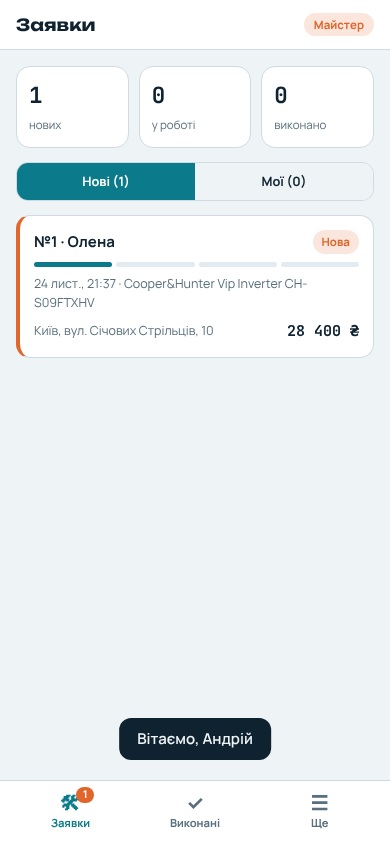 Заявки
Майстер
1
0
0
нових
у роботі
виконано
Нові (1)
Мої (0)
№1 · Олена
Нова
24 лист., 21:37 · Cooper&Hunter Vip Inverter CH-
S09FTXHV
Київ, вул. Січових Стрільців, 10
28 400 ₴
Вітаємо, Андрій
1
Заявки
Виконані
Ще